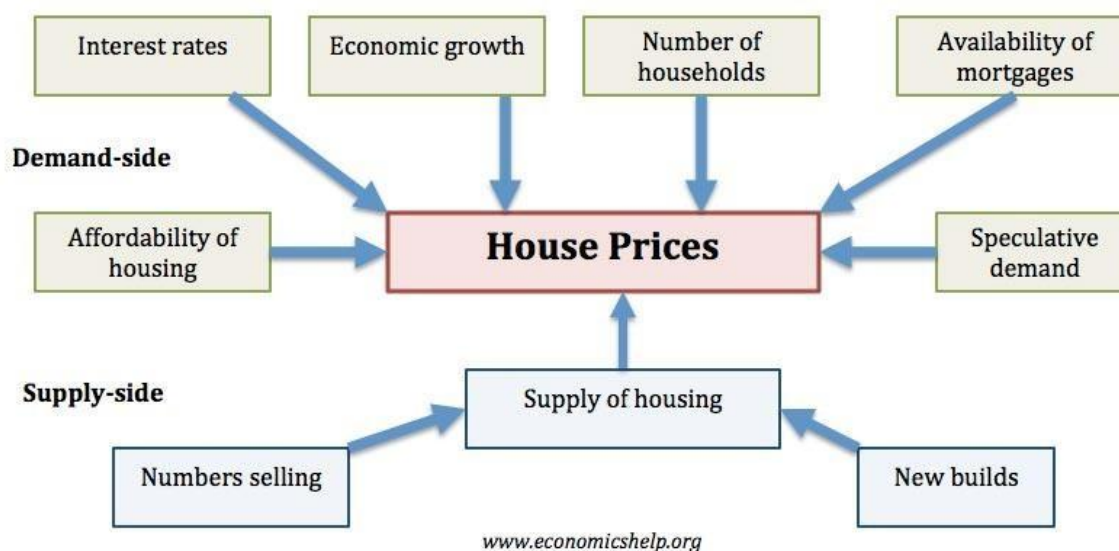 Interest rates
Economic growth
Number of
households
Availability of
mortgages
Demand-side
Affordability of
housing
House Prices
Speculative
demand
Supply-side
Supply of housing
Numbers selling
New builds
www.economicshelp.org